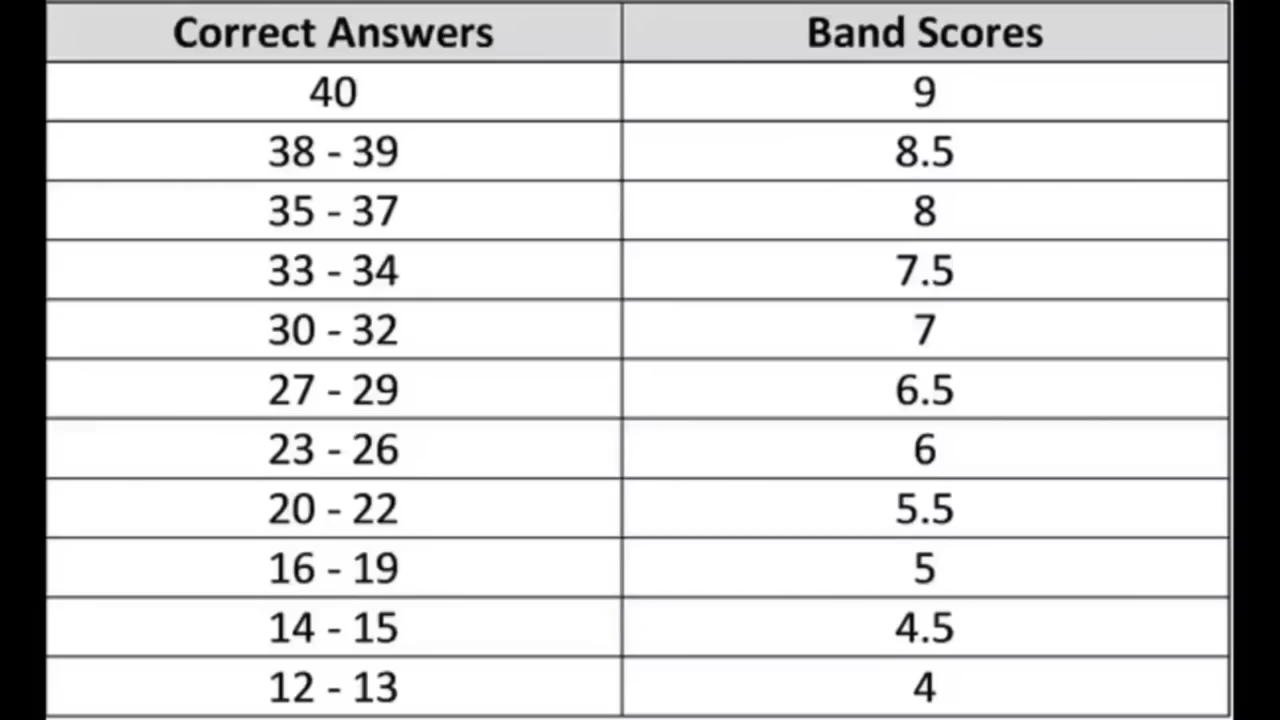 Correct Answers Band Scores
40 9
38 - 39 8.5
35 - 37 8
33 - 34 7.5
30 - 32 7
27 - 29 6.5
23 - 26 6
20 - 22 5.5
16 - 19 5
14 - 15 4.5
12 - 13 4